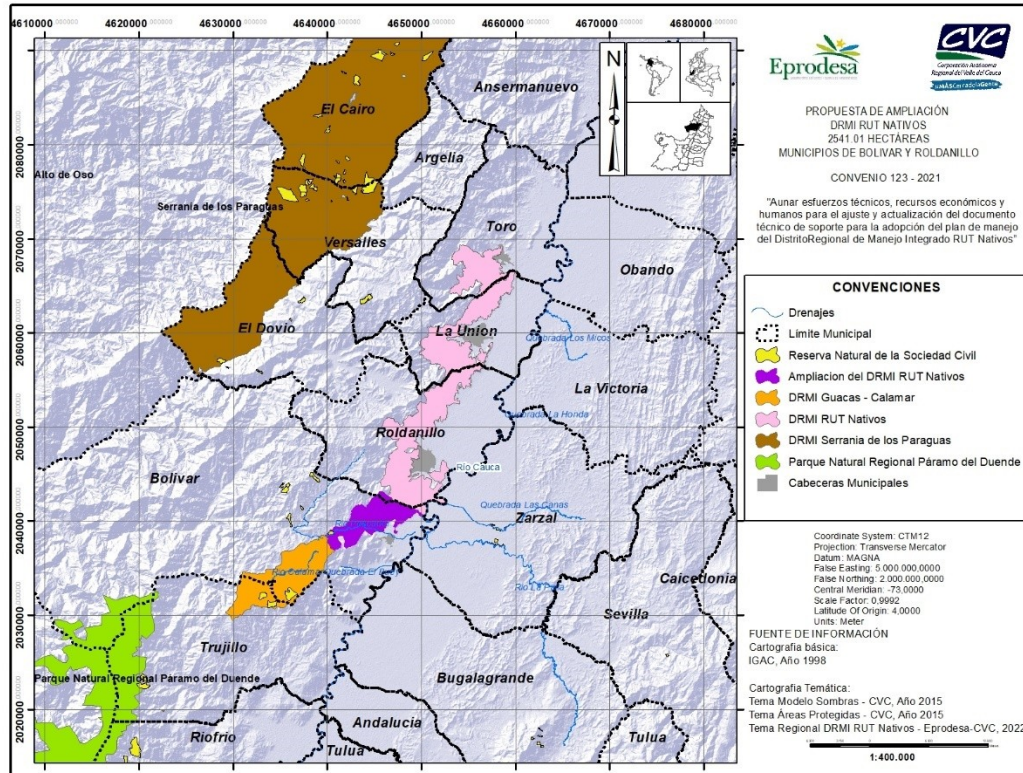 4610000 4620000 4630000 4640000 4650000 4660000 4670000 4680000
2080000
2070000
2060000
2050000
2040000
2030000
2020000
N
Ansermanuevo
El Cairo
Argelia
Alto de Oso
Serrania de los Paraguas
Toro
Versalles
Obando
El Dovio
La Union
Quebrada Los Micos
La Victoria
Quebrada La Honda
Roldanillo
Rio Cauca
Bolivar
Quebrada Las Canas
Zarzal
Caicedonia
Rio La Paila
Sevilla
Trujillo
Parque Natural Regional Páramo del Duende
Bugalagrande
Andalucia
Riofrio
Tulua
Tulua
Eprodesa
CVC
Corporación Autónoma
Regional del Valle del Cauca
PROPUESTA DE AMPLIACIÓN
DRMI RUT NATIVOS
2541.01 HECTÁREAS
MUNICIPIOS DE BOLIVAR Y ROLDANILLO
CONVENIO 123 - 2021
"Aunar esfuerzos técnicos, recursos económicos y
humanos para el ajuste y actualización del documento
técnico de soporte para la adopción del plan de manejo
del DistritoRegional de Manejo Integrado RUT Nativos"
CONVENCIONES
Drenajes
Límite Municipal
Reserva Natural de la Sociedad Civil
Ampliacion del DRMI RUT Nativos
DRMI Guacas - Calamar
DRMI RUT Nativos
DRMI Serrania de los Paraguas
Parque Natural Regional Páramo del Duende
Cabeceras Municipales
Coordinate System: CTM12
Projection: Transverse Mercator
Datum: MAGNA
False Easting: 5.000.000,0000
False Northing: 2.000.000,0000
Central Meridian: -73,0000
Scale Factor: 0,9992
Latitude Of Origin: 4,0000
Units: Meter
FUENTE DE INFORMACIÓN
Cartografía básica:
IGAC, Año 1998
Cartografia Temática:
Tema Modelo Sombras - CVC, Año 2015
Tema Áreas Protegidas - CVC, Año 2015
Tema Regional DRMI RUT Nativos - Eprodesa-CVC, 2022
1:400.000